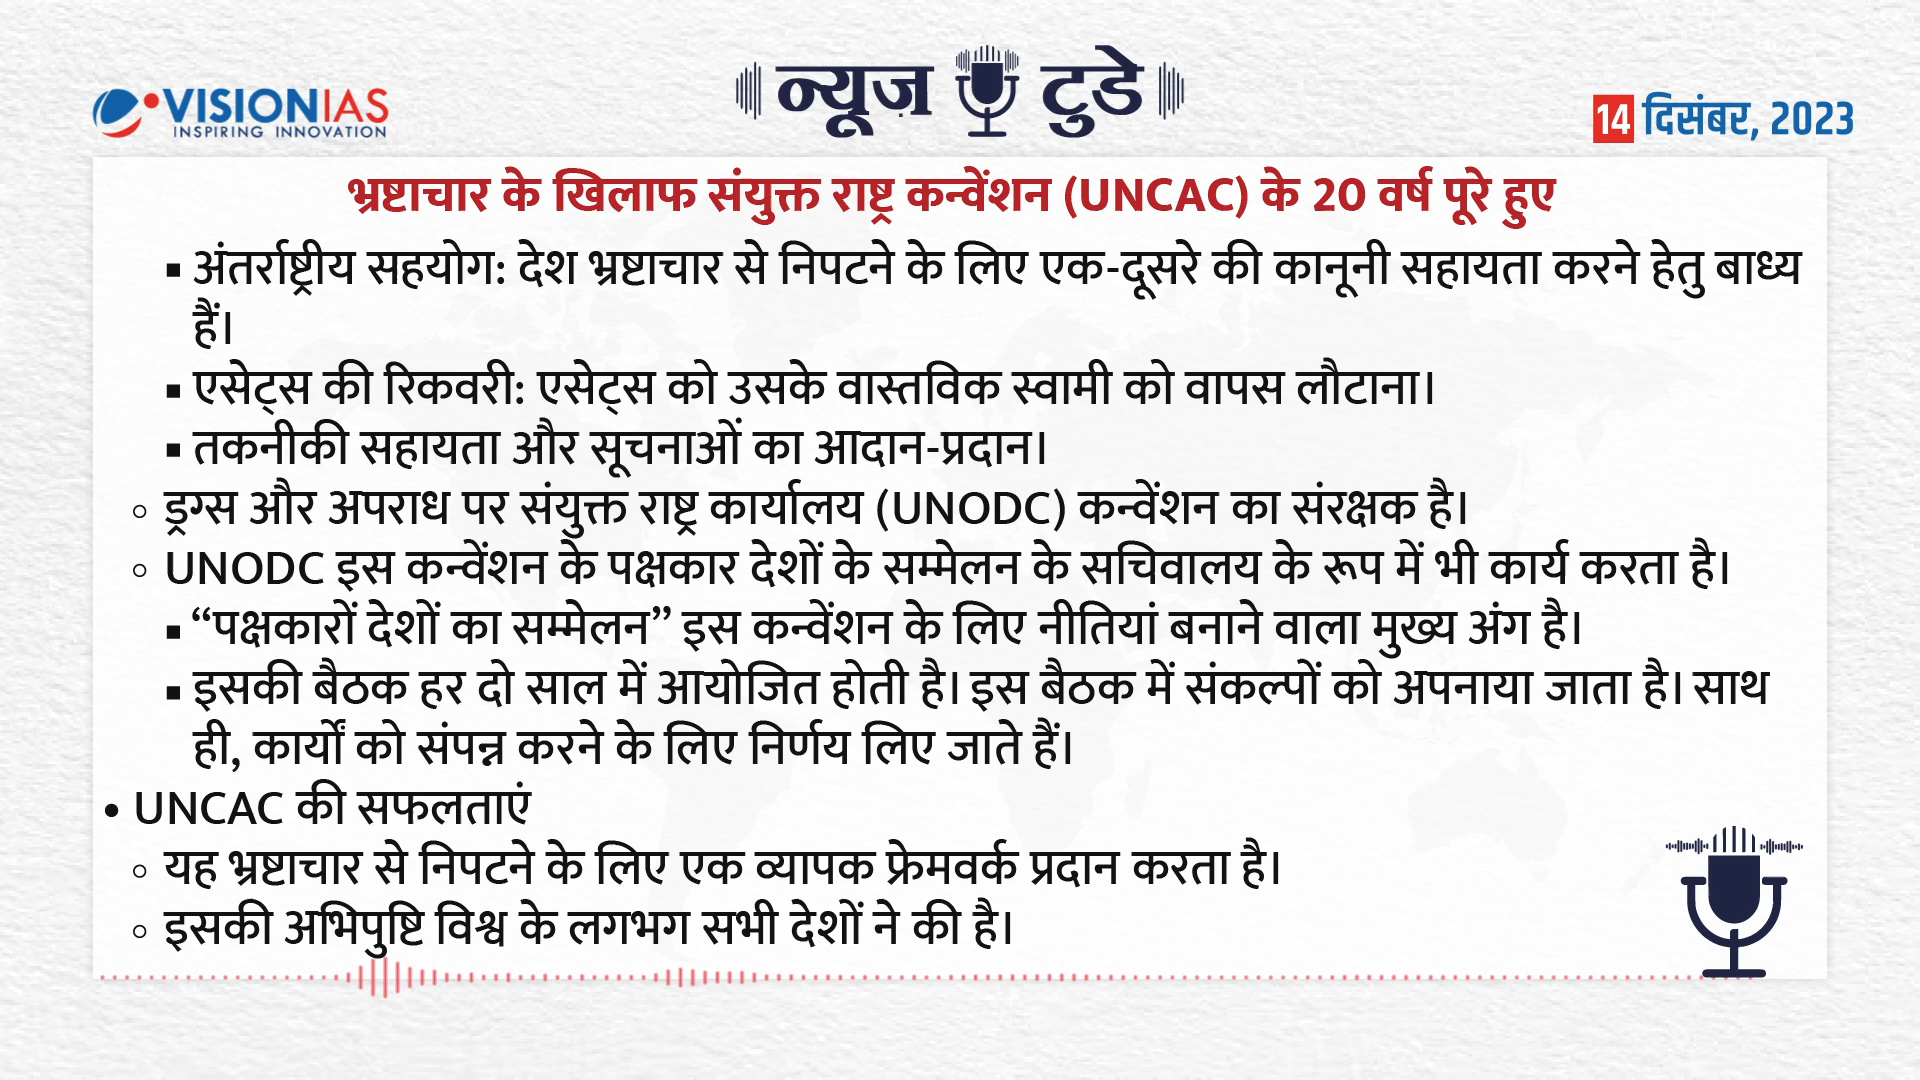 VISIONIAS
INSPIRING INNOVATION
न्यूज़ टुडे
14 दिसंबर, 2023
भ्रष्टाचार के खिलाफ संयुक्त राष्ट्र कन्वेंशन (UNCAC) के 20 वर्ष पूरे हुए
▪ अंतर्राष्ट्रीय सहयोग: देश भ्रष्टाचार से निपटने के लिए एक-दूसरे की कानूनी सहायता करने हेतु बाध्य
हैं।
▪ एसेट्स की रिकवरी: एसेट्स को उसके वास्तविक स्वामी को वापस लौटाना।
▪ तकनीकी सहायता और सूचनाओं का आदान-प्रदान।
○ ड्रग्स और अपराध पर संयुक्त राष्ट्र कार्यालय (UNODC) कन्वेंशन का संरक्षक है।
○ UNODC इस कन्वेंशन के पक्षकार देशों के सम्मेलन के सचिवालय के रूप में भी कार्य करता है।
▪ “पक्षकारों देशों का सम्मेलन” इस कन्वेंशन के लिए नीतियां बनाने वाला मुख्य अंग है।
▪ इसकी बैठक हर दो साल में आयोजित होती है। इस बैठक में संकल्पों को अपनाया जाता है। साथ
ही, कार्यों को संपन्न करने के लिए निर्णय लिए जाते हैं।
• UNCAC की सफलताएं
○ यह भ्रष्टाचार से निपटने के लिए एक व्यापक फ्रेमवर्क प्रदान करता है।
○ इसकी अभिपुष्टि विश्व के लगभग सभी देशों ने की है।